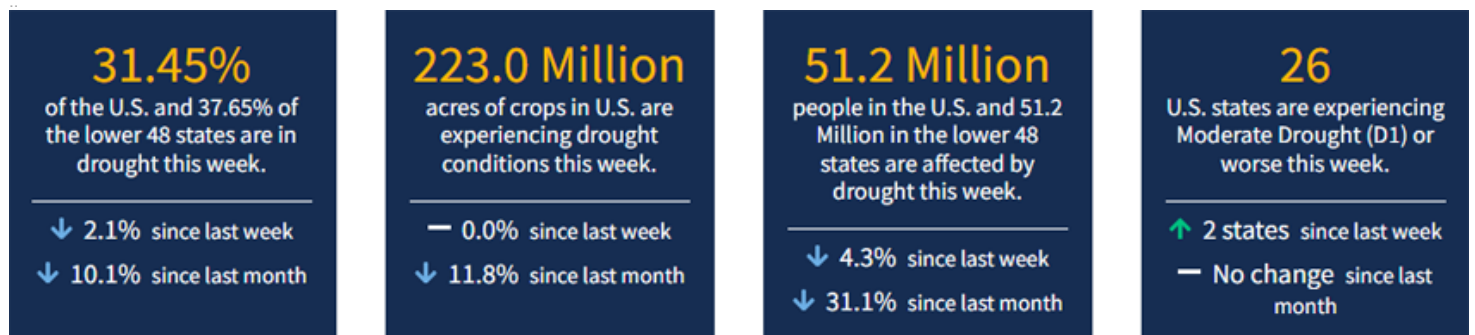 31.45%
of the U.S. and 37.65% of
the lower 48 states are in
drought this week.
2.1% since last week
10.1% since last month
223.0 Million
acres of crops in U.S. are
experiencing drought
conditions this week.
0.0% since last week
11.8% since last month
51.2 Million
people in the U.S. and 51.2
Million in the lower 48
states are affected by
drought this week.
4.3% since last week
31.1% since last month
26
U.S. states are experiencing
Moderate Drought (D1) or
worse this week.
2 states since last week
No change since last
month